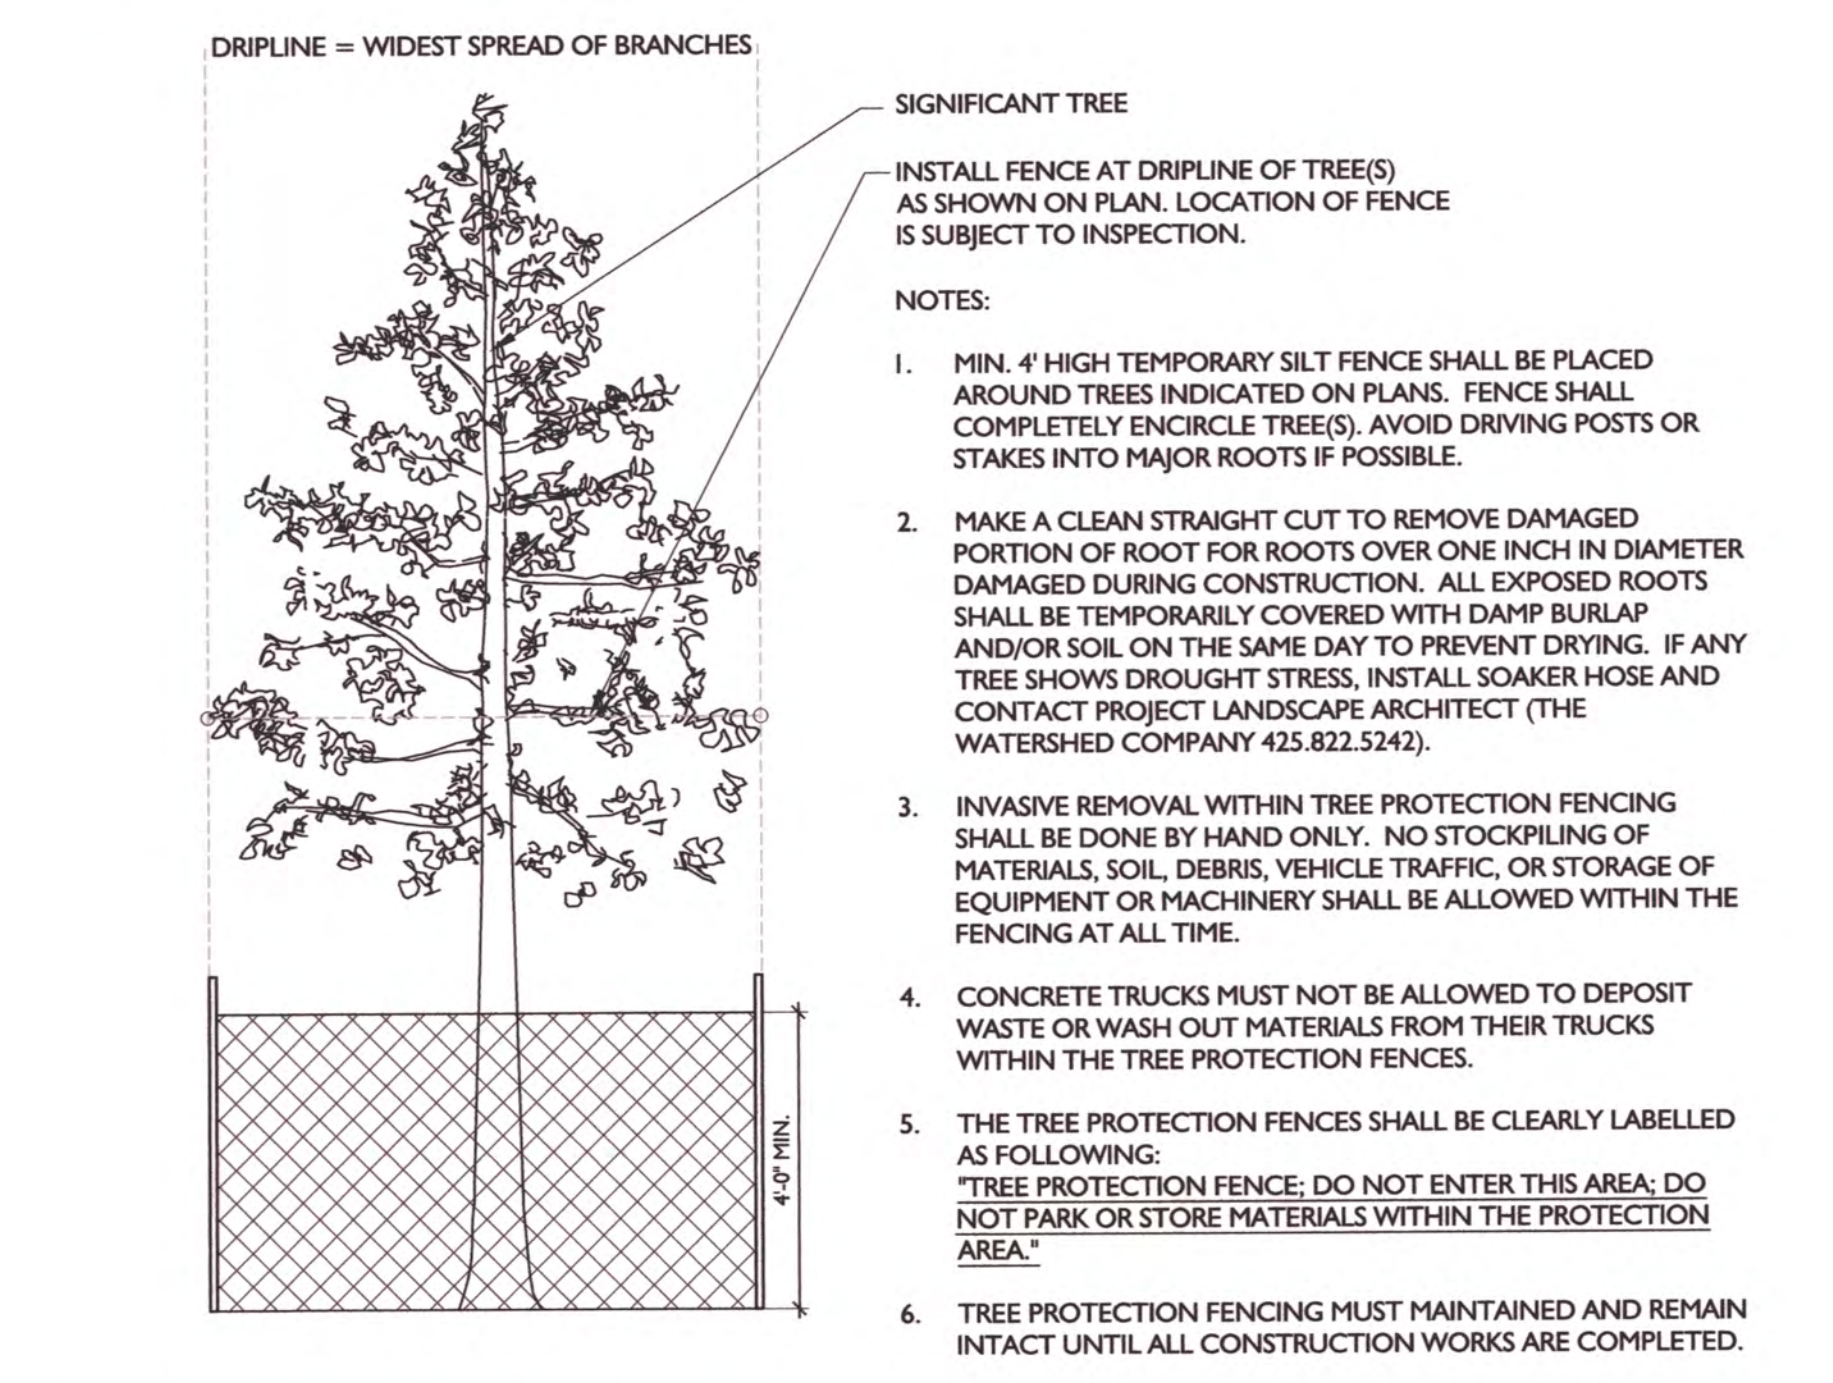 DRIPLINE = WIDEST SPREAD OF BRANCHES
SIGNIFICANT TREE
INSTALL FENCE AT DRIPLINE OF TREE(S)
AS SHOWN ON PLAN. LOCATION OF FENCE
IS SUBJECT TO INSPECTION.
NOTES:
1. MIN. 4' HIGH TEMPORARY SILT FENCE SHALL BE PLACED
AROUND TREES INDICATED ON PLANS. FENCE SHALL
COMPLETELY ENCIRCLE TREE(S). AVOID DRIVING POSTS OR
STAKES INTO MAJOR ROOTS IF POSSIBLE.
2. MAKE A CLEAN STRAIGHT CUT TO REMOVE DAMAGED
PORTION OF ROOT FOR ROOTS OVER ONE INCH IN DIAMETER
DAMAGED DURING CONSTRUCTION. ALL EXPOSED ROOTS
SHALL BE TEMPORARILY COVERED WITH DAMP BURLAP
AND/OR SOIL ON THE SAME DAY TO PREVENT DRYING. IF ANY
TREE SHOWS DROUGHT STRESS, INSTALL SOAKER HOSE AND
CONTACT PROJECT LANDSCAPE ARCHITECT (THE
WATERSHED COMPANY 425.822.5242).
3. INVASIVE REMOVAL WITHIN TREE PROTECTION FENCING
SHALL BE DONE BY HAND ONLY. NO STOCKPILING OF
MATERIALS, SOIL, DEBRIS, VEHICLE TRAFFIC, OR STORAGE OF
EQUIPMENT OR MACHINERY SHALL BE ALLOWED WITHIN THE
FENCING AT ALL TIME.
4. CONCRETE TRUCKS MUST NOT BE ALLOWED TO DEPOSIT
WASTE OR WASH OUT MATERIALS FROM THEIR TRUCKS
WITHIN THE TREE PROTECTION FENCES.
5. THE TREE PROTECTION FENCES SHALL BE CLEARLY LABELLED
AS FOLLOWING:
"TREE PROTECTION FENCE; DO NOT ENTER THIS AREA; DO
NOT PARK OR STORE MATERIALS WITHIN THE PROTECTION
AREA."
6. TREE PROTECTION FENCING MUST MAINTAINED AND REMAIN
INTACT UNTIL ALL CONSTRUCTION WORKS ARE COMPLETED.
4'-0" MIN.